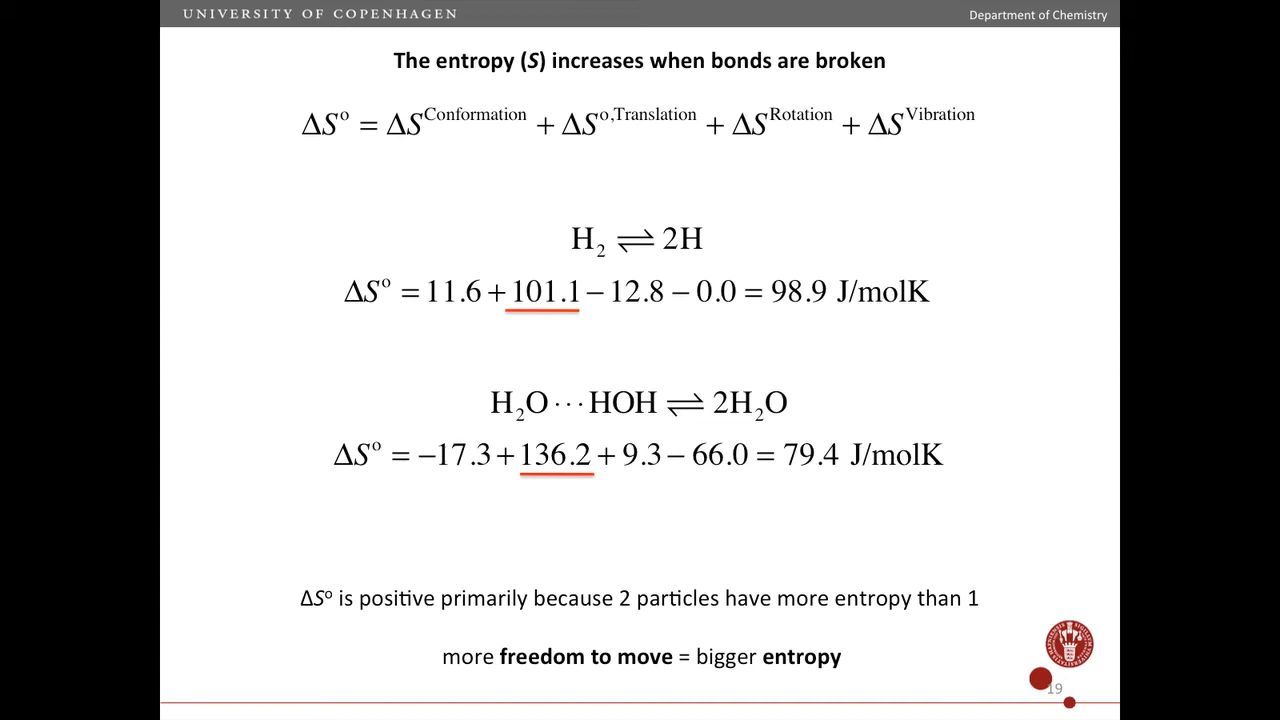 UNIVERSITY OF COPENHAGEN
Department of Chemistry
The entropy (S) increases when bonds are broken
ΔS° = ΔS^Conformation + ΔS^o,Translation + ΔS^Rotation + ΔS^Vibration
H₂ ⇌ 2H
ΔS° = 11.6 + 101.1 − 12.8 − 0.0 = 98.9 J/molK
H₂O···HOH ⇌ 2H₂O
ΔS° = −17.3 + 136.2 + 9.3 − 66.0 = 79.4 J/molK
ΔS° is positive primarily because 2 particles have more entropy than 1
more freedom to move = bigger entropy
19